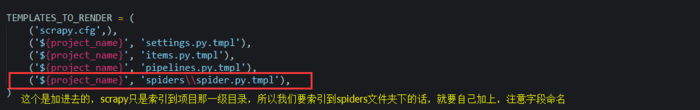 TEMPLATES_TO_RENDER = (
('scrapy.cfg',),
('${project_name}', 'settings.py.tmpl'),
('${project_name}', 'items.py.tmpl'),
('${project_name}', 'pipelines.py.tmpl'),
('${project_name}', 'spiders\\spider.py.tmpl'),
)
这个是加进去的，scrapy只是索引到项目那一级目录，所以我们要索引到spiders文件夹下的话，就要自己加上，注意字段命名